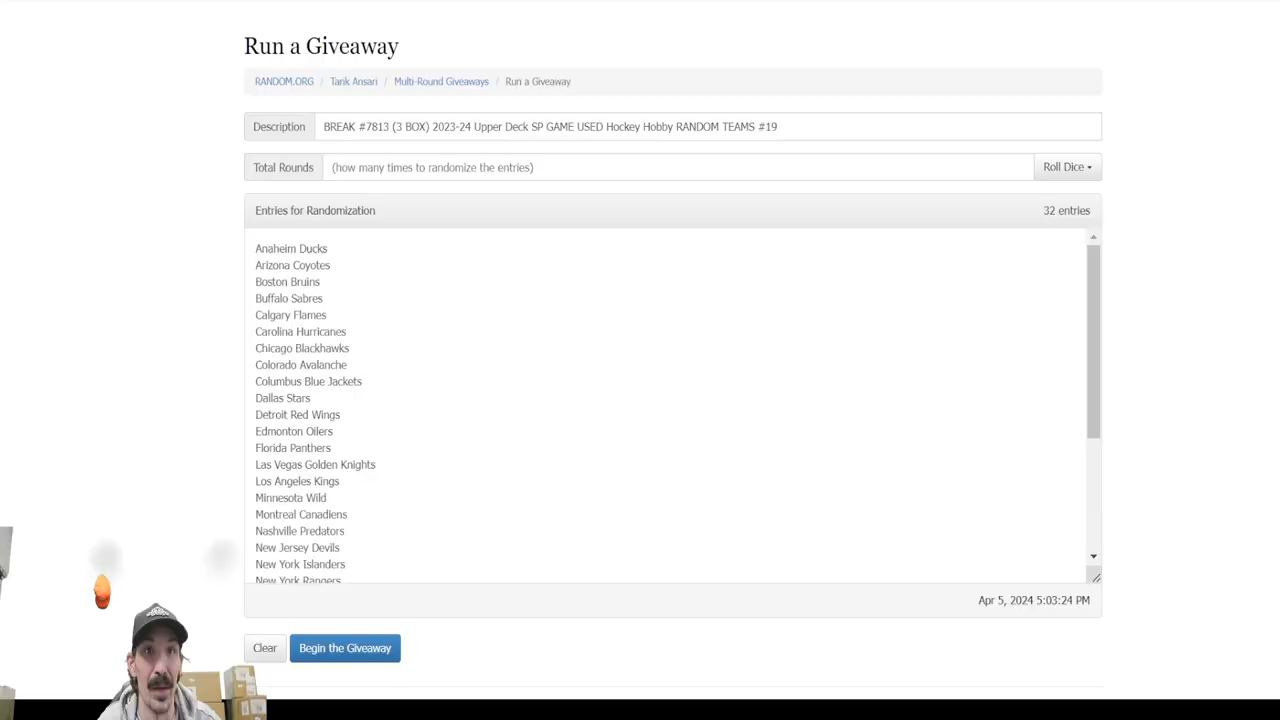 Run a Giveaway
RANDOM.ORG / Tarik Ansari / Multi-Round Giveaways / Run a Giveaway
Description BREAK #7813 (3 BOX) 2023-24 Upper Deck SP GAME USED Hockey Hobby RANDOM TEAMS #19
Total Rounds (how many times to randomize the entries) Roll Dice
Entries for Randomization 32 entries
Anaheim Ducks
Arizona Coyotes
Boston Bruins
Buffalo Sabres
Calgary Flames
Carolina Hurricanes
Chicago Blackhawks
Colorado Avalanche
Columbus Blue Jackets
Dallas Stars
Detroit Red Wings
Edmonton Oilers
Florida Panthers
Las Vegas Golden Knights
Los Angeles Kings
Minnesota Wild
Montreal Canadiens
Nashville Predators
New Jersey Devils
New York Islanders
New York Rangers
Apr 5, 2024 5:03:24 PM
Clear Begin the Giveaway